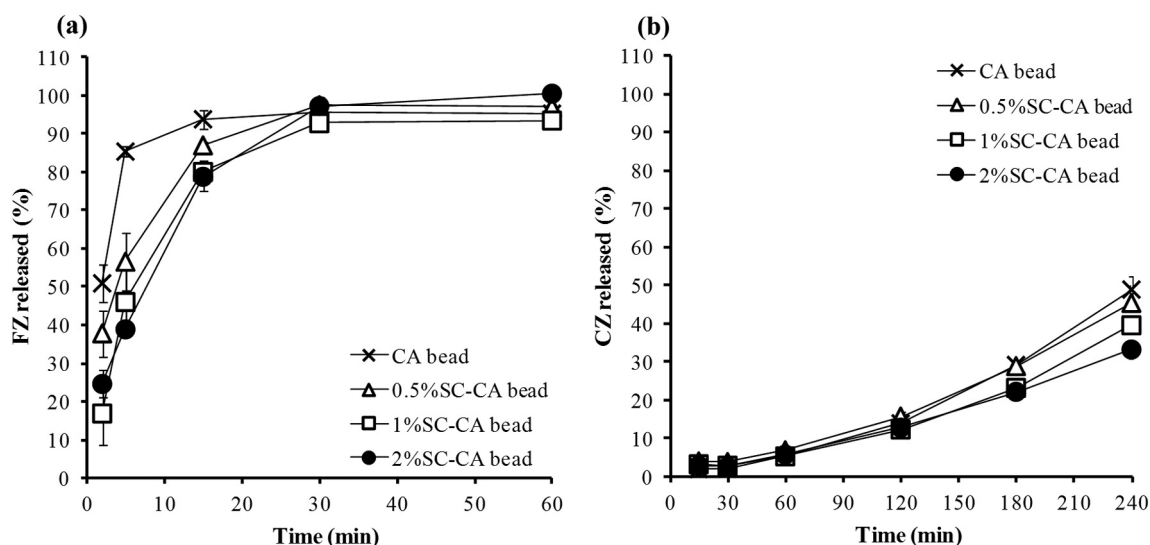 (a)
110
100
90
80
70
60
50
40
30
20
10
0
FZ released (%)
0 10 20 30 40 50 60
Time (min)
CA bead
0.5%SC-CA bead
1%SC-CA bead
2%SC-CA bead
(b)
110
100
90
80
70
60
50
40
30
20
10
0
CZ released (%)
0 30 60 90 120 150 180 210 240
Time (min)
CA bead
0.5%SC-CA bead
1%SC-CA bead
2%SC-CA bead